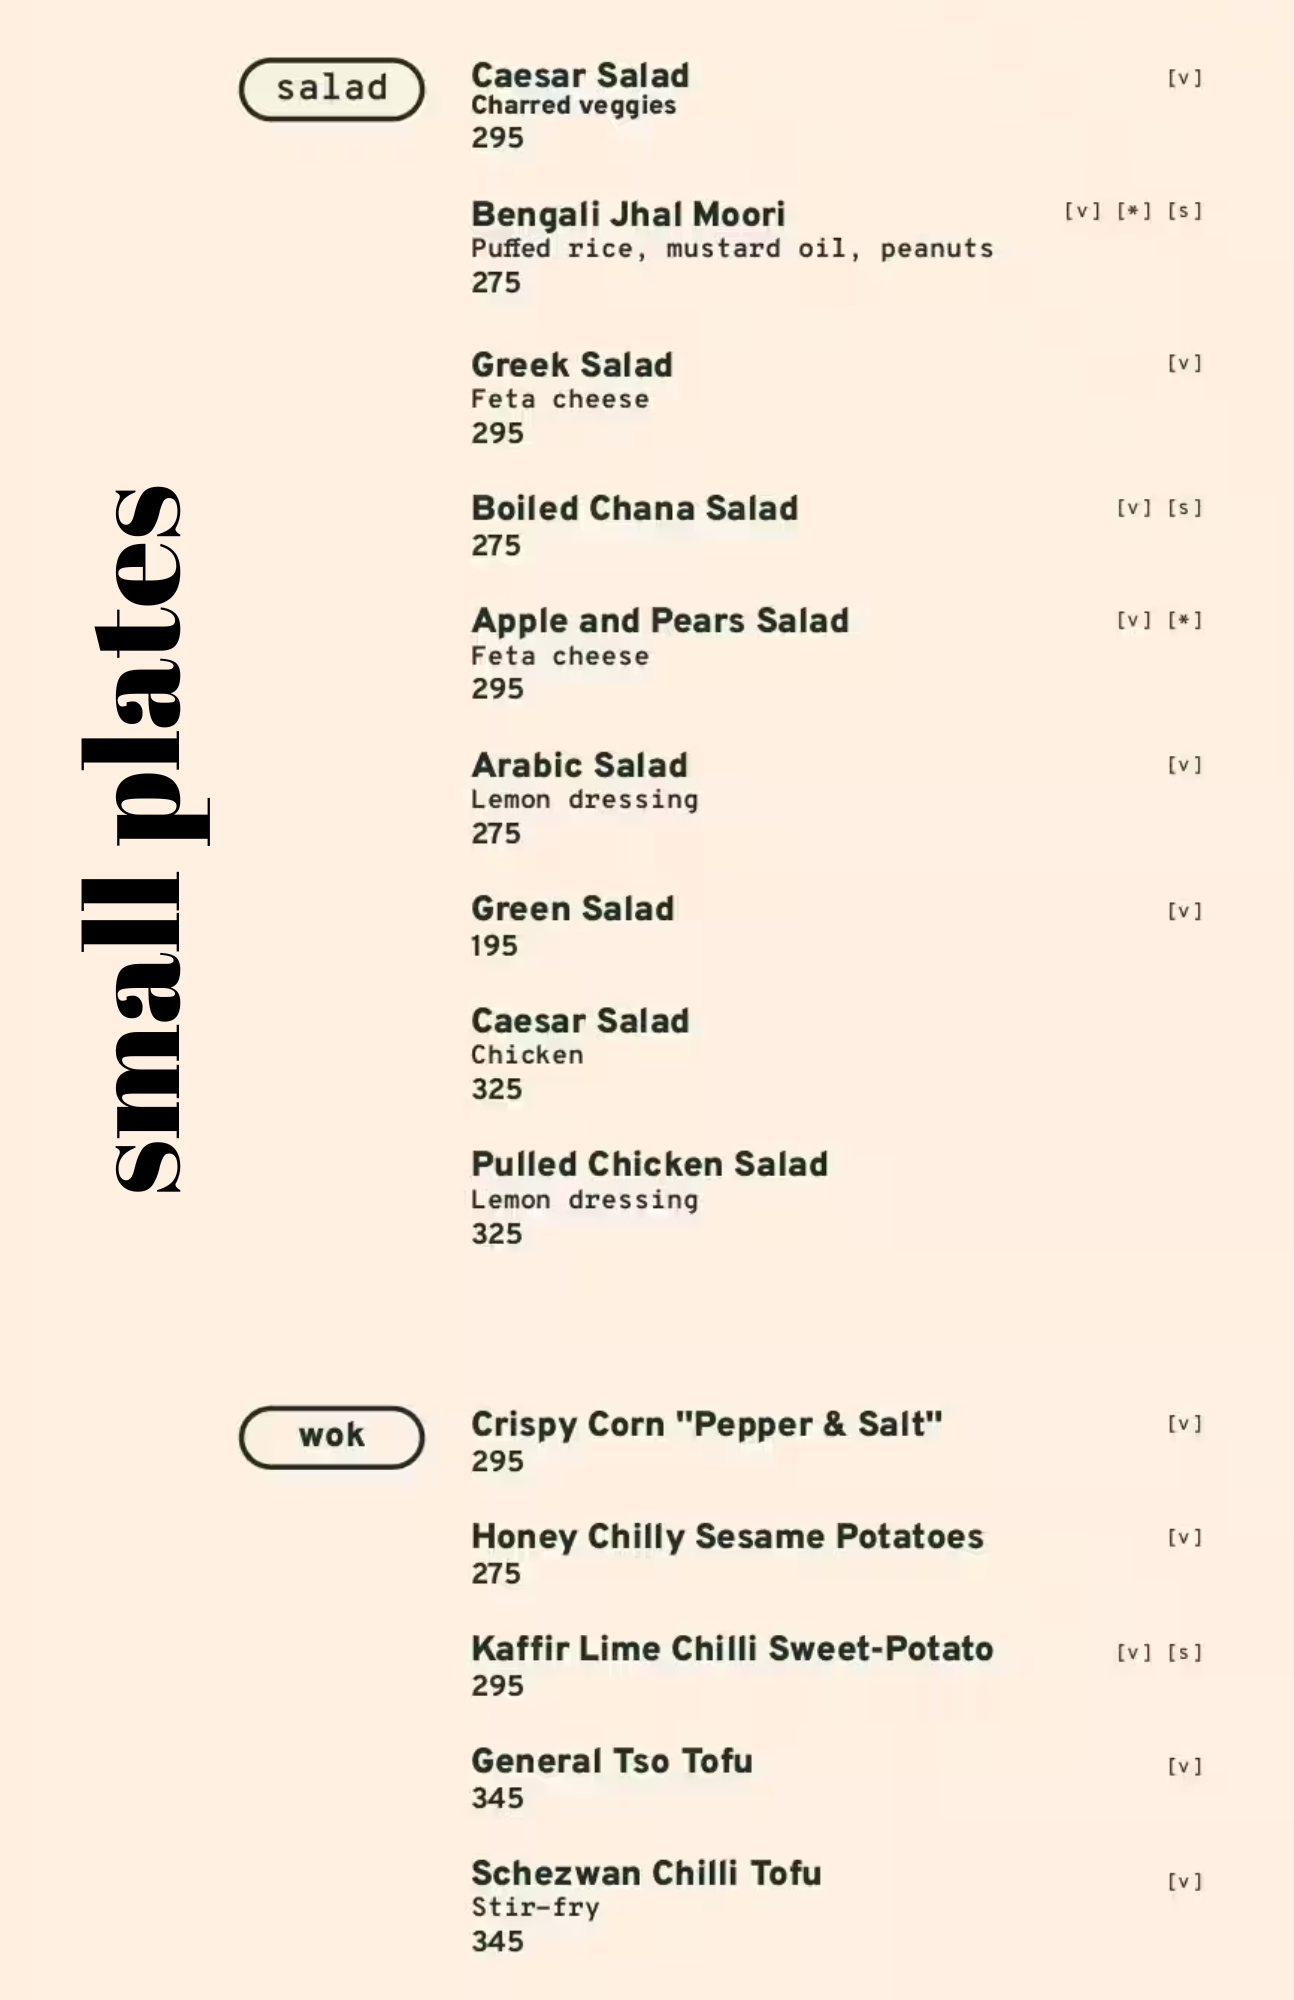 small plates
salad
Caesar Salad [v]
Charred veggies
295
Bengali Jhal Moori [v] [*] [s]
Puffed rice, mustard oil, peanuts
275
Greek Salad [v]
Feta cheese
295
Boiled Chana Salad [v] [s]
275
Apple and Pears Salad [v] [*]
Feta cheese
295
Arabic Salad [v]
Lemon dressing
275
Green Salad [v]
195
Caesar Salad
Chicken
325
Pulled Chicken Salad
Lemon dressing
325
wok
Crispy Corn "Pepper & Salt" [v]
295
Honey Chilly Sesame Potatoes [v]
275
Kaffir Lime Chilli Sweet-Potato [v] [s]
295
General Tso Tofu [v]
345
Schezwan Chilli Tofu [v]
Stir-fry
345